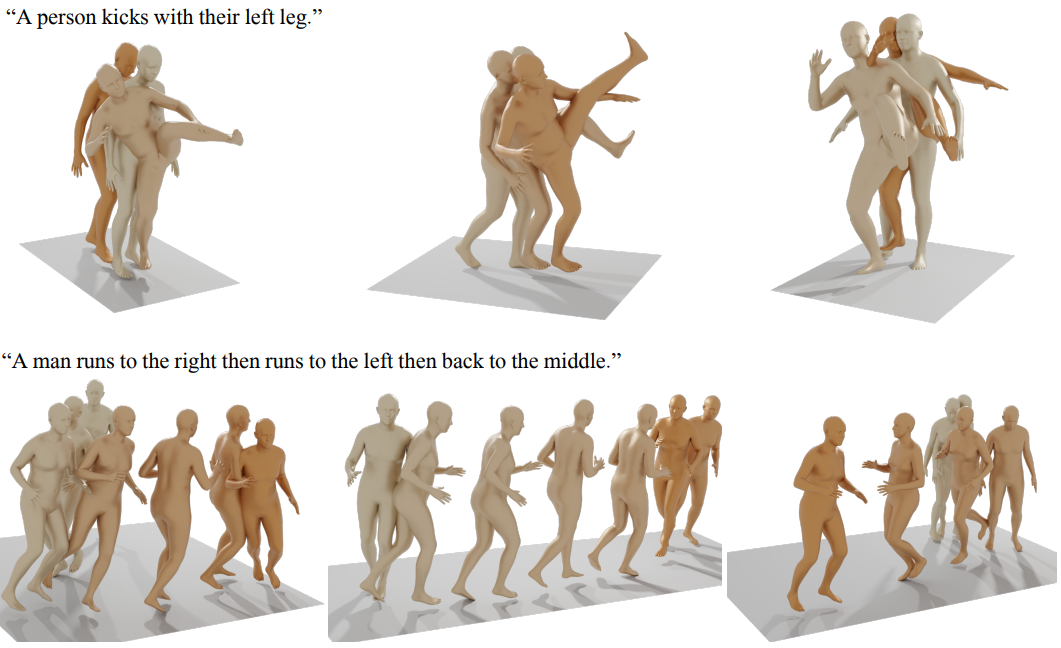 “A person kicks with their left leg.”
“A man runs to the right then runs to the left then back to the middle.”